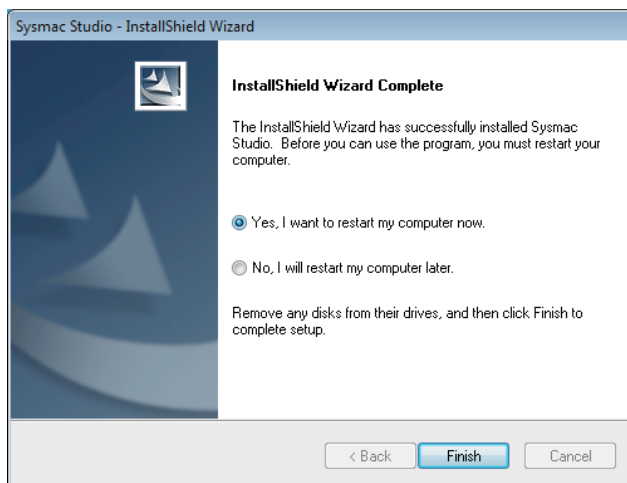 Sysmac Studio - InstallShield Wizard
InstallShield Wizard Complete
The InstallShield Wizard has successfully installed Sysmac
Studio. Before you can use the program, you must restart your
computer.
Yes, I want to restart my computer now.
No, I will restart my computer later.
Remove any disks from their drives, and then click Finish to
complete setup.
< Back
Finish
Cancel